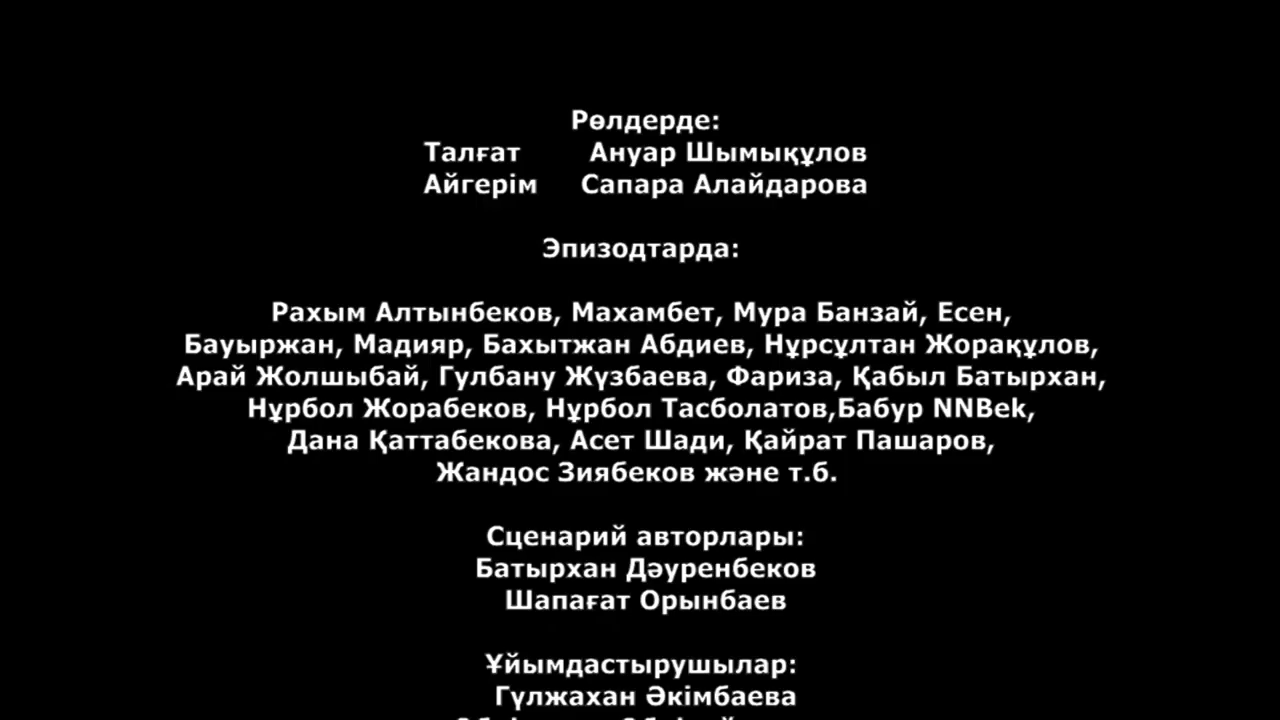 Рөлдерде:
Талғат Ануар Шымықұлов
Айгерім Сапара Алайдарова
Эпизодтарда:
Рахым Алтынбеков, Махамбет, Мура Банзай, Есен,
Бауыржан, Мадияр, Бахытжан Абдиев, Нұрсұлтан Жорақұлов,
Арай Жолшыбай, Гулбану Жүзбаева, Фариза, Қабыл Батырхан,
Нұрбол Жорабеков, Нұрбол Тасболатов,Бабур NNBek,
Дана Қаттабекова, Асет Шади, Қайрат Пашаров,
Жандос Зиябеков және т.б.
Сценарий авторлары:
Батырхан Дәуренбеков
Шапағат Орынбаев
Ұйымдастырушылар:
Гүлжахан Әкімбаева